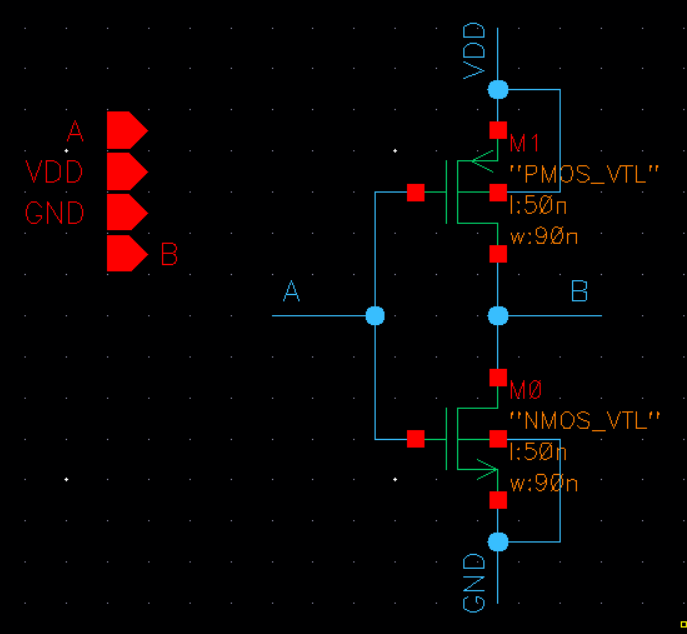 A
VDD
GND
B
VDD
M1
"PMOS_VTL"
l:50n
w:90n
A
B
M0
"NMOS_VTL"
l:50n
w:90n
GND